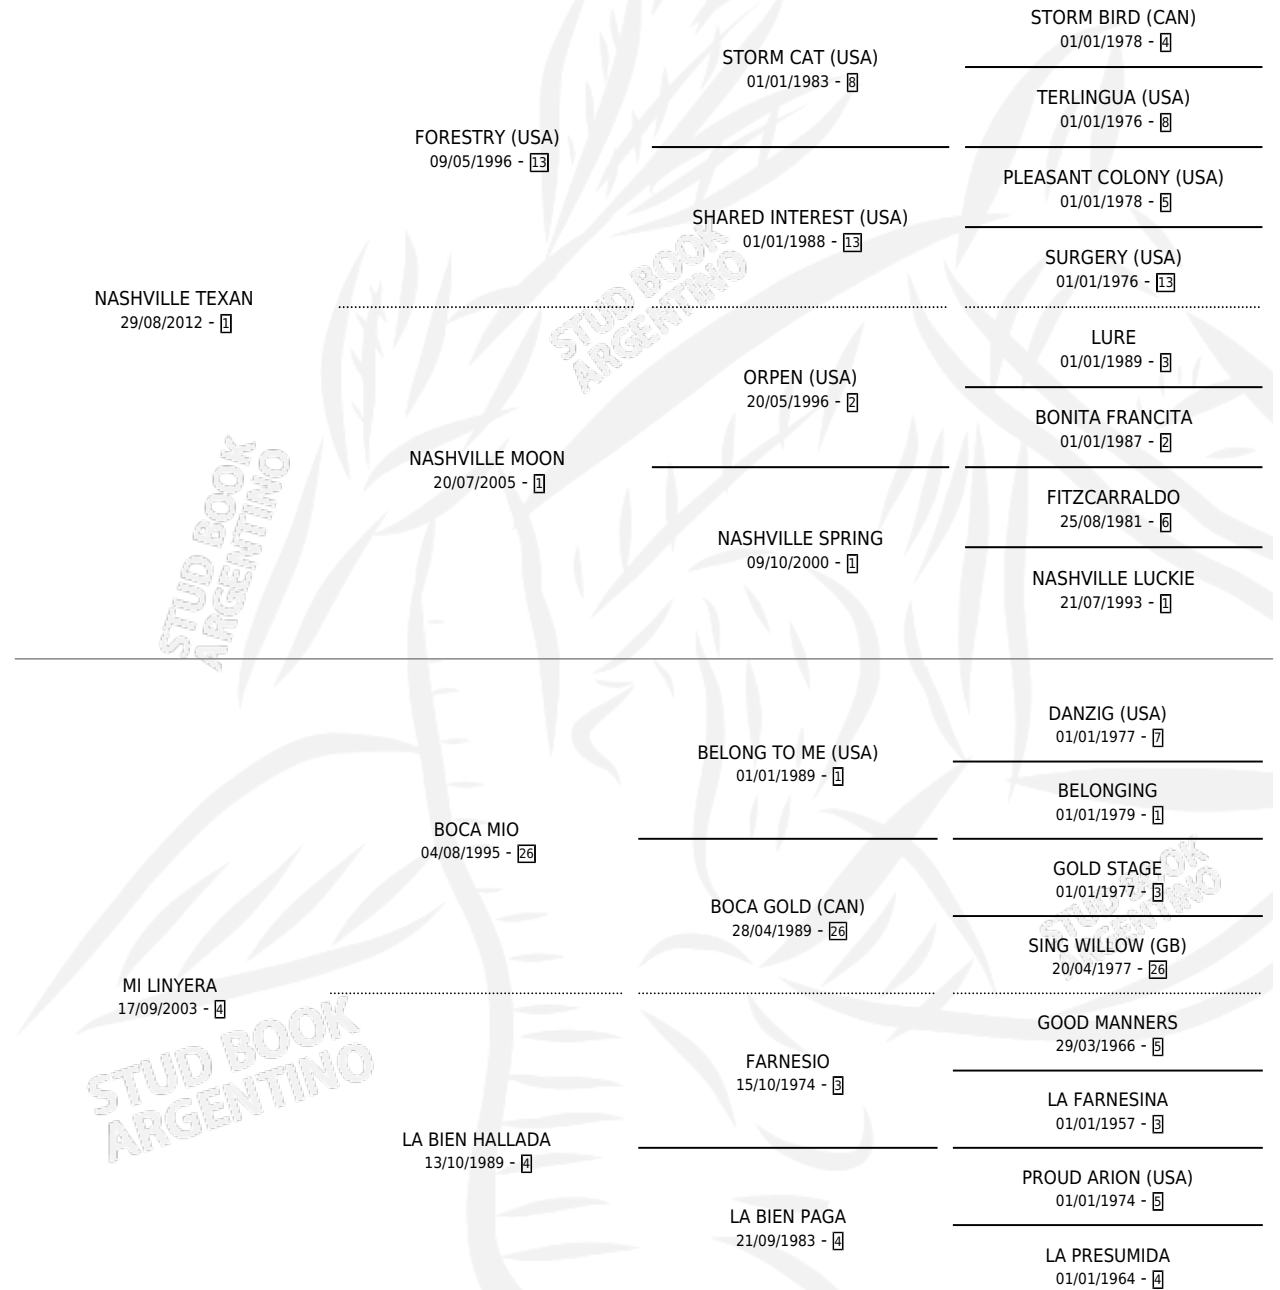 STORM BIRD (CAN)
01/01/1978 - 4
STORM CAT (USA)
01/01/1983 - 8
TERLINGUA (USA)
01/01/1976 - 8
FORESTRY (USA)
09/05/1996 - 13
PLEASANT COLONY (USA)
01/01/1978 - 5
SHARED INTEREST (USA)
01/01/1988 - 13
SURGERY (USA)
01/01/1976 - 13
NASHVILLE TEXAN
29/08/2012 - 1
LURE
01/01/1989 - 3
ORPEN (USA)
20/05/1996 - 2
BONITA FRANCITA
01/01/1987 - 2
NASHVILLE MOON
20/07/2005 - 1
FITZCARRALDO
25/08/1981 - 6
NASHVILLE SPRING
09/10/2000 - 1
NASHVILLE LUCKIE
21/07/1993 - 1
DANZIG (USA)
01/01/1977 - 7
BELONG TO ME (USA)
01/01/1989 - 1
BELONGING
01/01/1979 - 1
BOCA MIO
04/08/1995 - 26
GOLD STAGE
01/01/1977 - 3
BOCA GOLD (CAN)
28/04/1989 - 26
SING WILLOW (GB)
20/04/1977 - 26
MI LINYERA
17/09/2003 - 4
GOOD MANNERS
29/03/1966 - 5
FARNESIO
15/10/1974 - 3
LA FARNESINA
01/01/1957 - 3
LA BIEN HALLADA
13/10/1989 - 4
PROUD ARION (USA)
01/01/1974 - 5
LA BIEN PAGA
21/09/1983 - 4
LA PRESUMIDA
01/01/1964 - 4
STUD BOOK
ARGENTINO
STUD BOOK
ARGENTINO
STUD BOOK
ARGENTINO
STUD BOOK
ARGENTINO